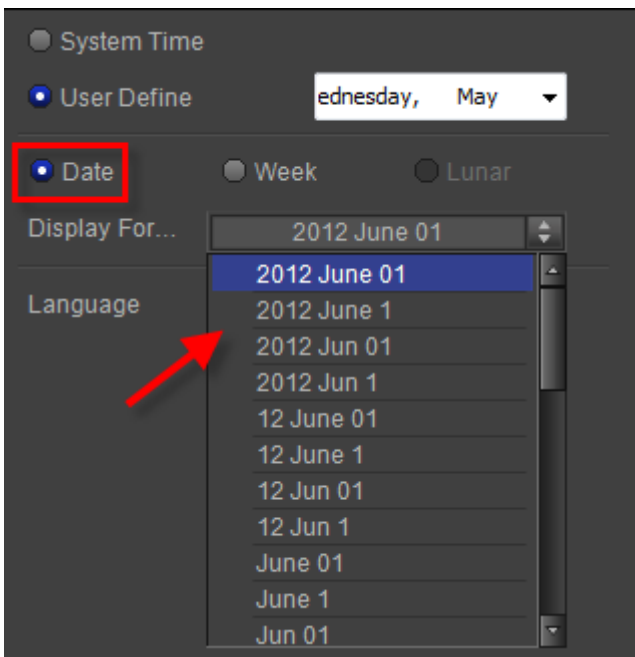 System Time
User Define ednesday, May
Date Week Lunar
Display For... 2012 June 01
2012 June 01
Language
2012 June 1
2012 Jun 01
2012 Jun 1
12 June 01
12 June 1
12 Jun 01
12 Jun 1
June 01
June 1
Jun 01